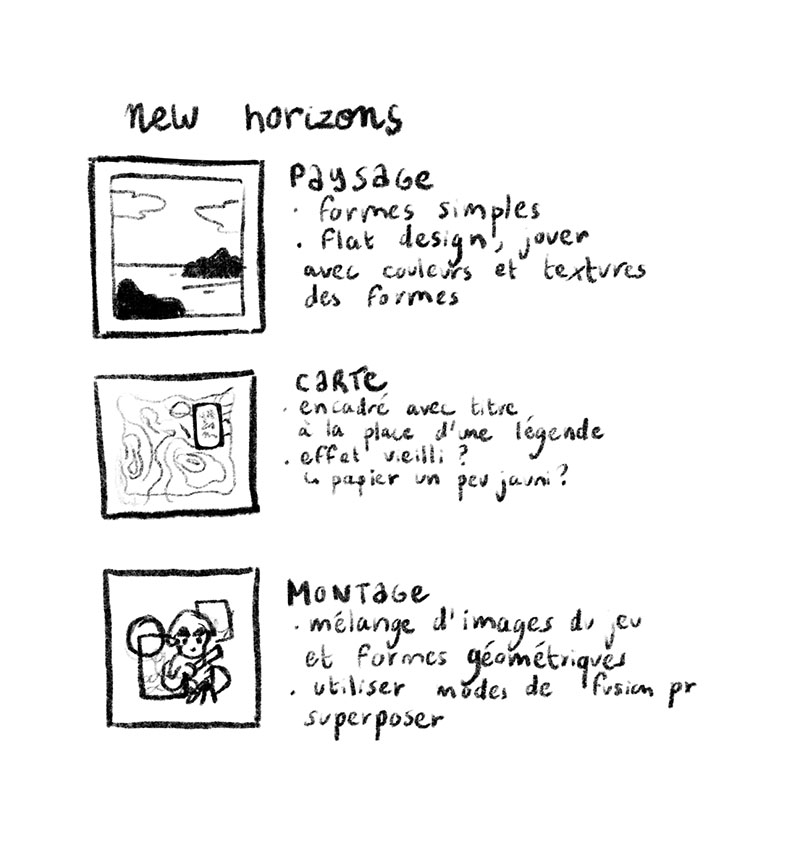 new horizons
PAYSAGE
· formes simples
· flat design, jouer
avec couleurs et textures
des formes
CARTE
· encadré avec titre
à la place d'une légende
· effet vieilli ?
↳ papier un peu jauni ?
MONTAGE
· mélange d'images du jeu
et formes géométriques
· utiliser modes de fusion pr
superposer